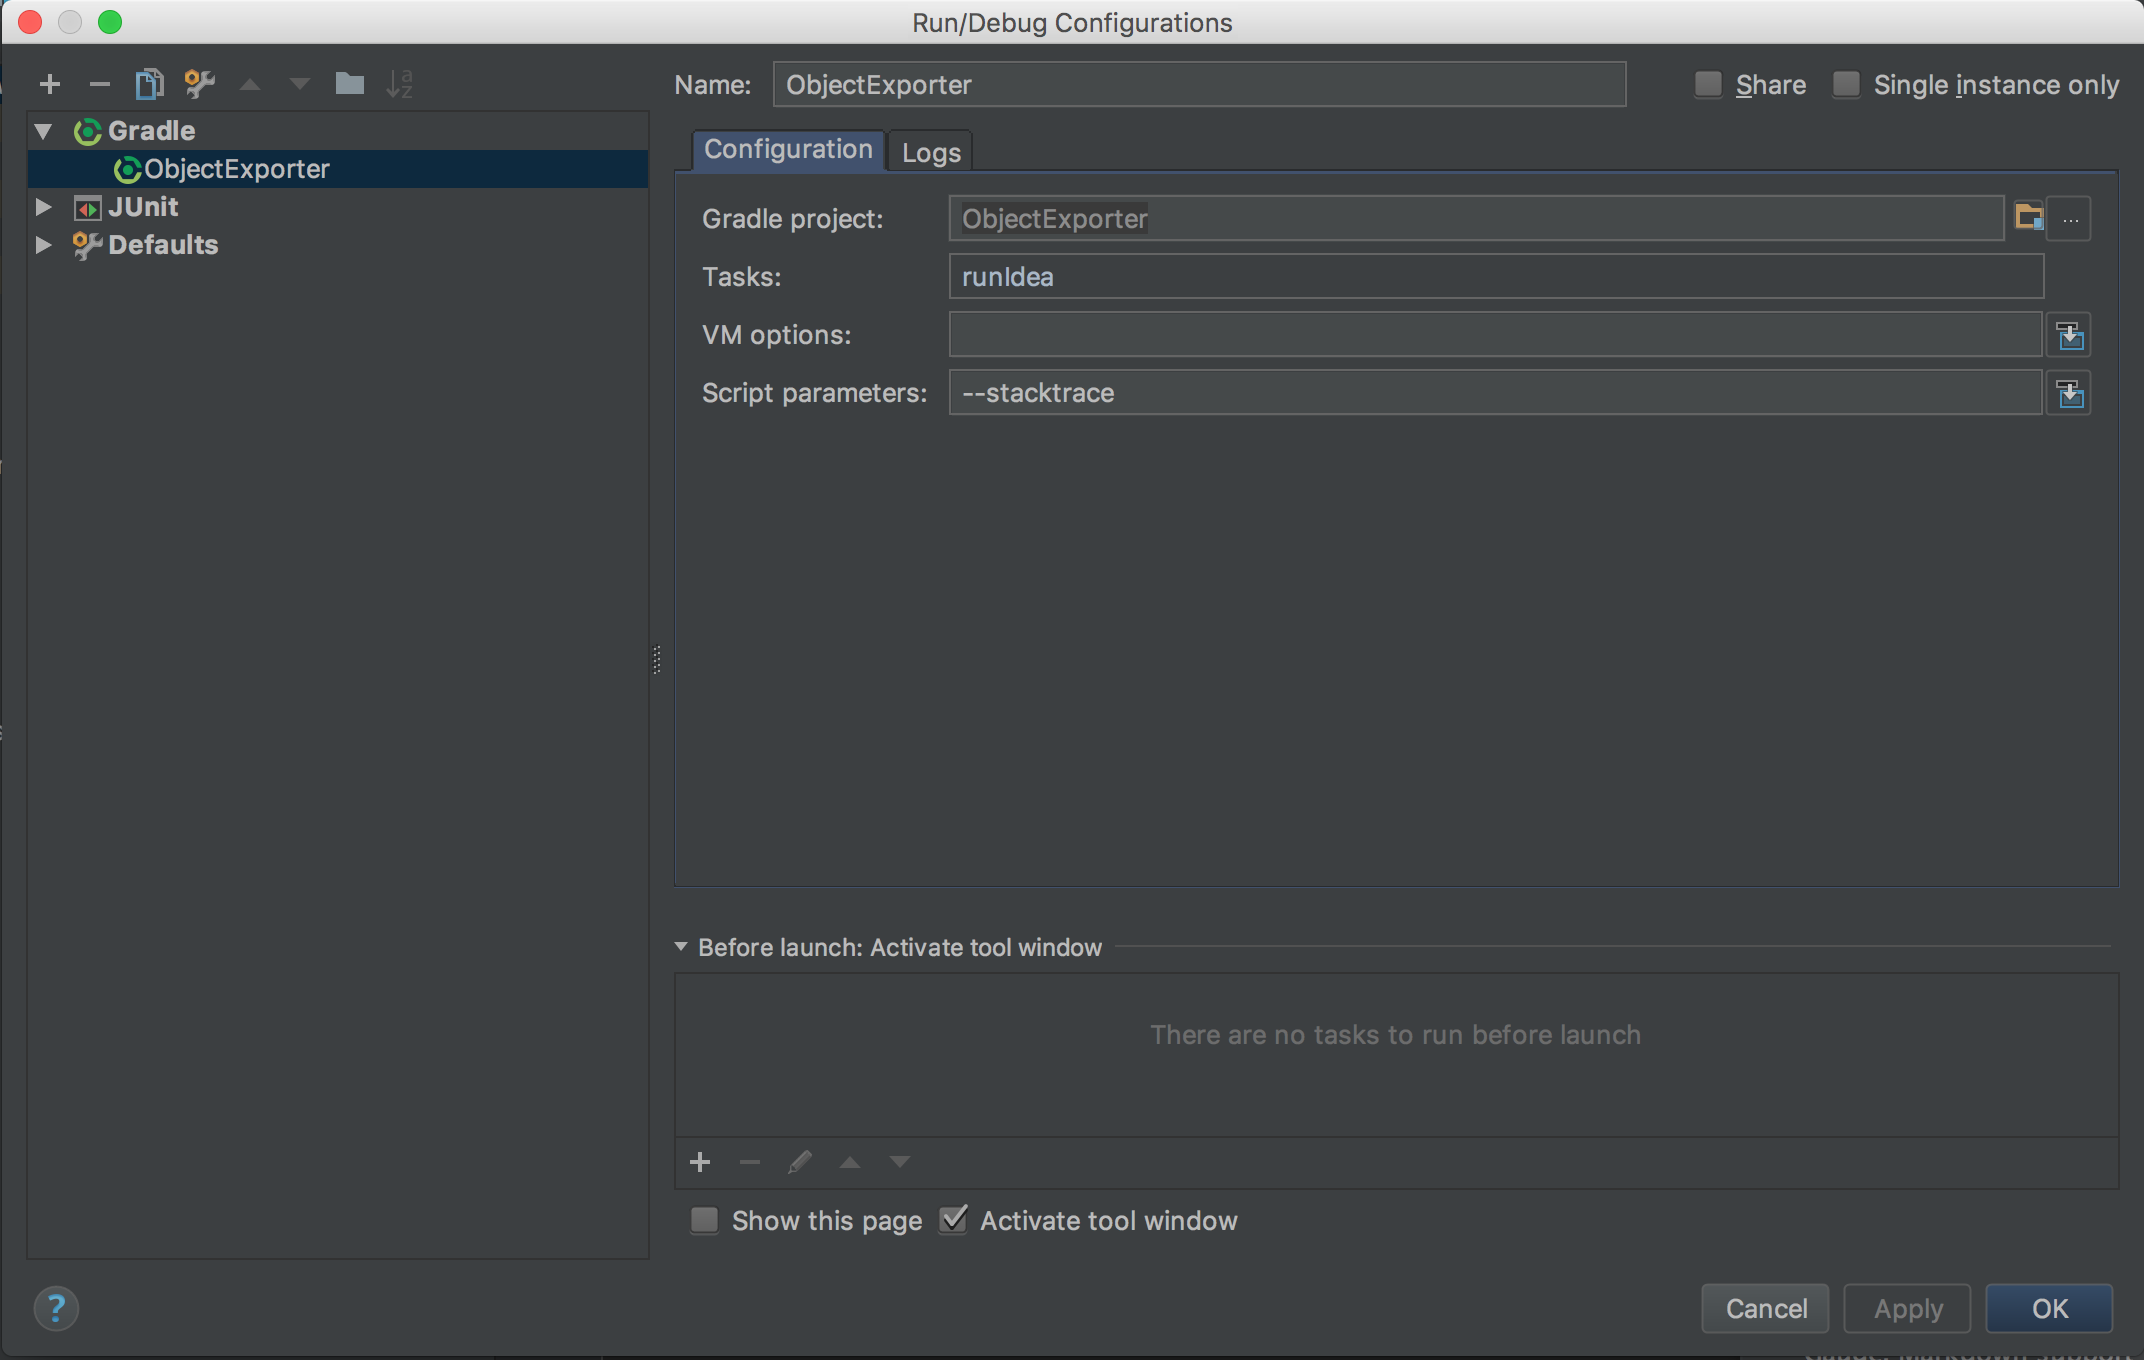 Run/Debug Configurations
Name: ObjectExporter Share Single instance only
Gradle
ObjectExporter
JUnit
Defaults
Configuration Logs
Gradle project: ObjectExporter ...
Tasks: runIdea
VM options:
Script parameters: --stacktrace
Before launch: Activate tool window
There are no tasks to run before launch
Show this page Activate tool window
? Cancel Apply OK